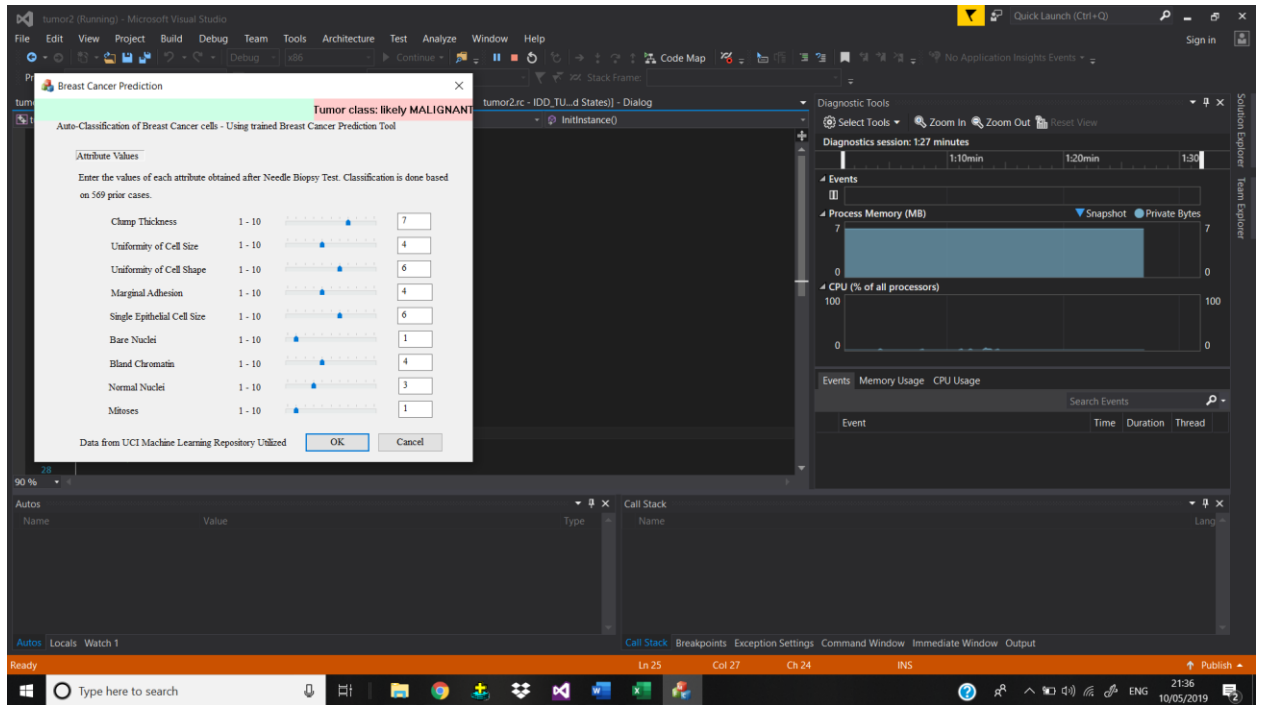 tumor2 (Running) - Microsoft Visual Studio
Quick Launch (Ctrl+Q)
File Edit View Project Build Debug Team Tools Architecture Test Analyze Window Help
Sign in
Debug x86 Continue Code Map No Application Insights Events
Stack Frame:
Breast Cancer Prediction
Tumor class: likely MALIGNANT
Auto-Classification of Breast Cancer cells - Using trained Breast Cancer Prediction Tool
Attribute Values
Enter the values of each attribute obtained after Needle Biopsy Test. Classification is done based
on 569 prior cases.
Clump Thickness 1 - 10 7
Uniformity of Cell Size 1 - 10 4
Uniformity of Cell Shape 1 - 10 6
Marginal Adhesion 1 - 10 4
Single Epithelial Cell Size 1 - 10 6
Bare Nuclei 1 - 10 1
Bland Chromatin 1 - 10 4
Normal Nuclei 1 - 10 3
Mitoses 1 - 10 1
Data from UCI Machine Learning Repository Utilized OK Cancel
tumor2.rc - IDD_TU...d States)] - Dialog
InitInstance()
28
90 %
Diagnostic Tools
Select Tools Zoom In Zoom Out Reset View
Diagnostics session: 1:27 minutes
1:10min 1:20min 1:30
Events
Process Memory (MB) Snapshot Private Bytes
7 7
0 0
CPU (% of all processors)
100 100
0 0
Events Memory Usage CPU Usage
Search Events
Event Time Duration Thread
Solution Explorer
Team Explorer
Autos
Name Value Type
Autos Locals Watch 1
Call Stack
Name Lang
Call Stack Breakpoints Exception Settings Command Window Immediate Window Output
Ready Ln 25 Col 27 Ch 24 INS Publish
Type here to search
ENG
21:36
10/05/2019
2